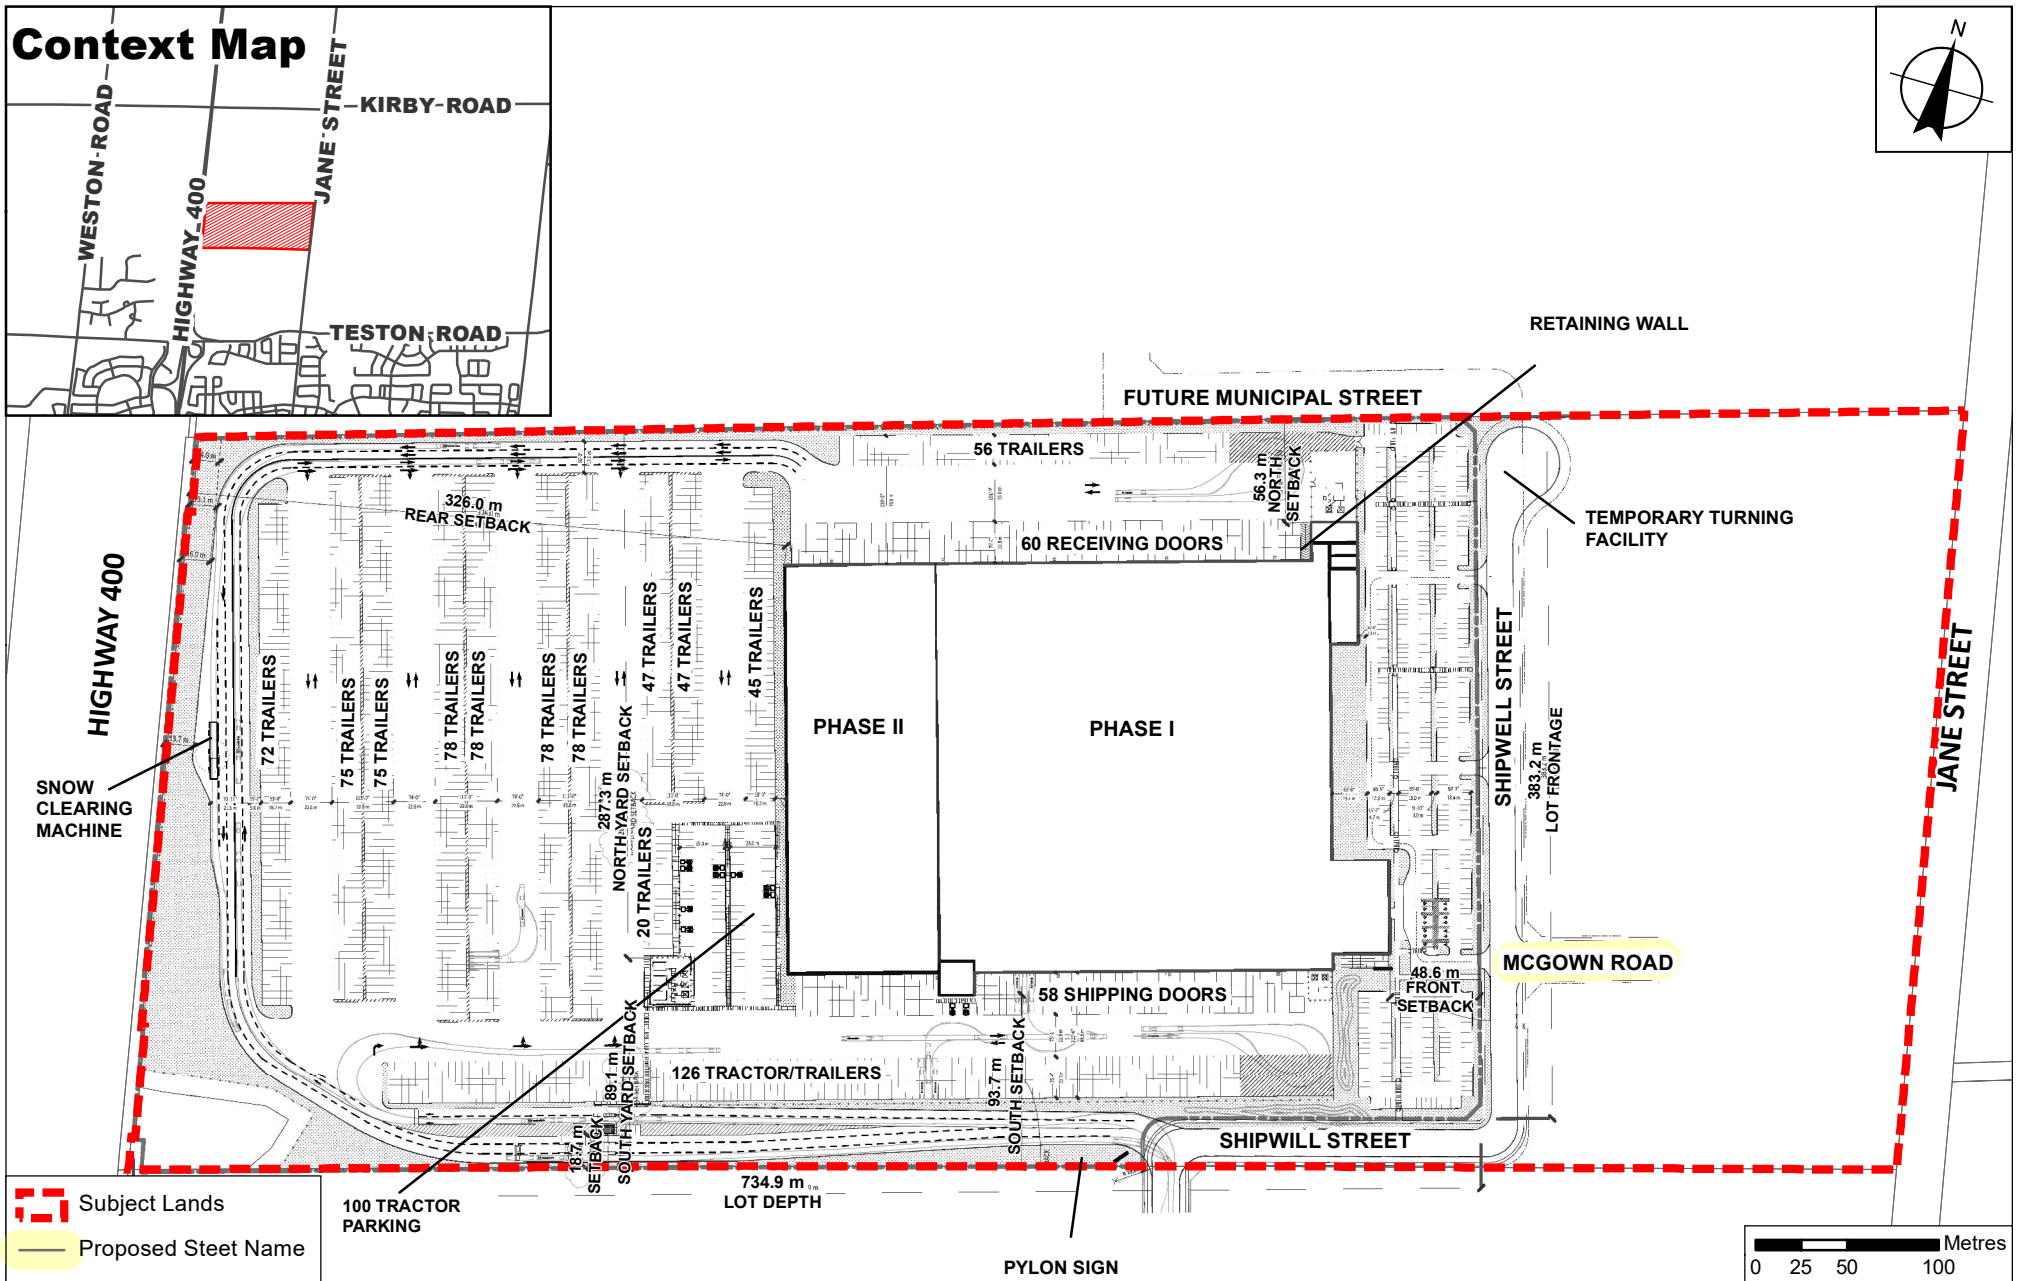 Context Map
WESTON ROAD
HIGHWAY 400
JANE STREET
KIRBY ROAD
TESTON ROAD
N
RETAINING WALL
FUTURE MUNICIPAL STREET
56 TRAILERS
56.3 m
NORTH
SETBACK
326.0 m
REAR SETBACK
60 RECEIVING DOORS
TEMPORARY TURNING
FACILITY
HIGHWAY 400
72 TRAILERS
75 TRAILERS
75 TRAILERS
78 TRAILERS
78 TRAILERS
78 TRAILERS
78 TRAILERS
47 TRAILERS
47 TRAILERS
45 TRAILERS
PHASE II
PHASE I
SHIPWELL STREET
383.2 m
LOT FRONTAGE
JANE STREET
SNOW
CLEARING
MACHINE
287.3 m
NORTH YARD SETBACK
20 TRAILERS
MCGOWN ROAD
48.6 m
FRONT
SETBACK
58 SHIPPING DOORS
126 TRACTOR/TRAILERS
89.1 m
SOUTH YARD SETBACK
18.7 m
SETBACK
93.7 m
SOUTH SETBACK
SHIPWILL STREET
734.9 m
LOT DEPTH
100 TRACTOR
PARKING
PYLON SIGN
Subject Lands
Proposed Steet Name
Metres
0 25 50 100